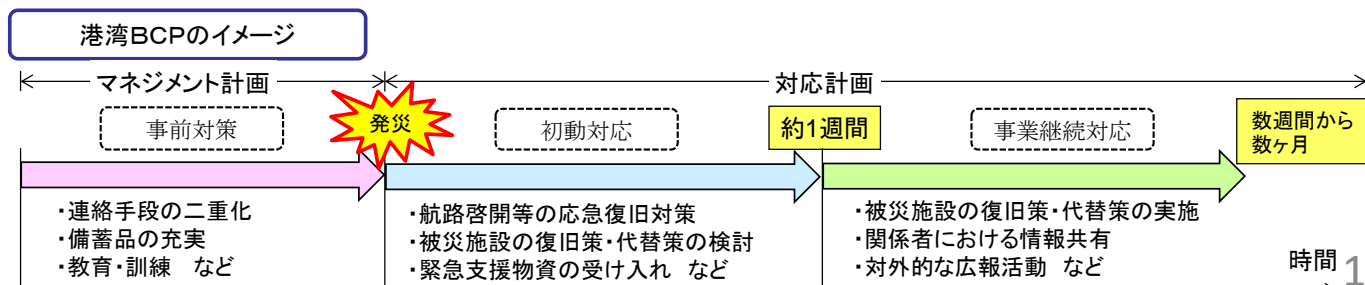 港湾BCPのイメージ
マネジメント計画
対応計画
事前対策
発災
初動対応
約1週間
事業継続対応
数週間から
数ヶ月
・連絡手段の二重化
・備蓄品の充実
・教育・訓練 など
・航路啓開等の応急復旧対策
・被災施設の復旧策・代替策の検討
・緊急支援物資の受け入れ など
・被災施設の復旧策・代替策の実施
・関係者における情報共有
・対外的な広報活動 など
時間
1